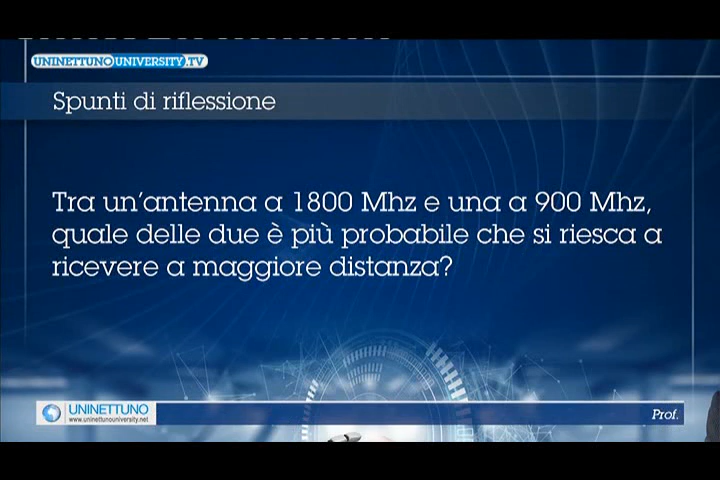 UNINETTUNOUNIVERSITY.TV
Spunti di riflessione
Tra un'antenna a 1800 Mhz e una a 900 Mhz,
quale delle due è più probabile che si riesca a
ricevere a maggiore distanza?
UNINETTUNO
www.uninettunouniversity.net
Prof.